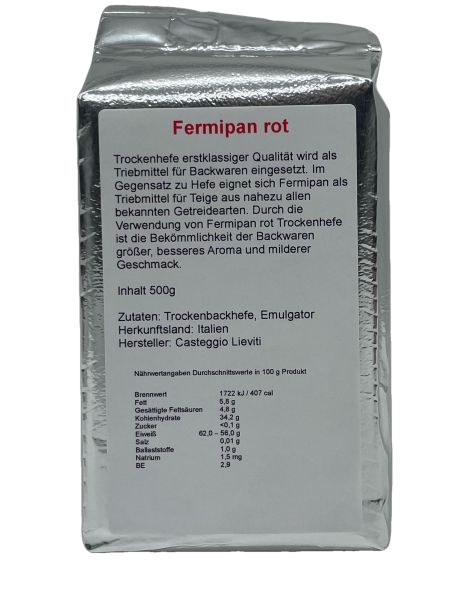 Fermipan rot
Trockenhefe erstklassiger Qualität wird als
Triebmittel für Backwaren eingesetzt. Im
Gegensatz zu Hefe eignet sich Fermipan als
Triebmittel für Teige aus nahezu allen
bekannten Getreidearten. Durch die
Verwendung von Fermipan rot Trockenhefe
ist die Bekömmlichkeit der Backwaren
größer, besseres Aroma und milderer
Geschmack.
Inhalt 500g
Zutaten: Trockenbackhefe, Emulgator
Herkunftsland: Italien
Hersteller: Casteggio Lieviti
Nährwertangaben Durchschnittswerte in 100 g Produkt
Brennwert 1722 kJ / 407 cal
Fett 5,8 g
Gesättigte Fettsäuren 4,8 g
Kohlenhydrate 34,2 g
Zucker <0,1 g
Eiweiß 62,0 – 56,0 g
Salz 0,01 g
Ballaststoffe 1,0 g
Natrium 1,5 mg
BE 2,9